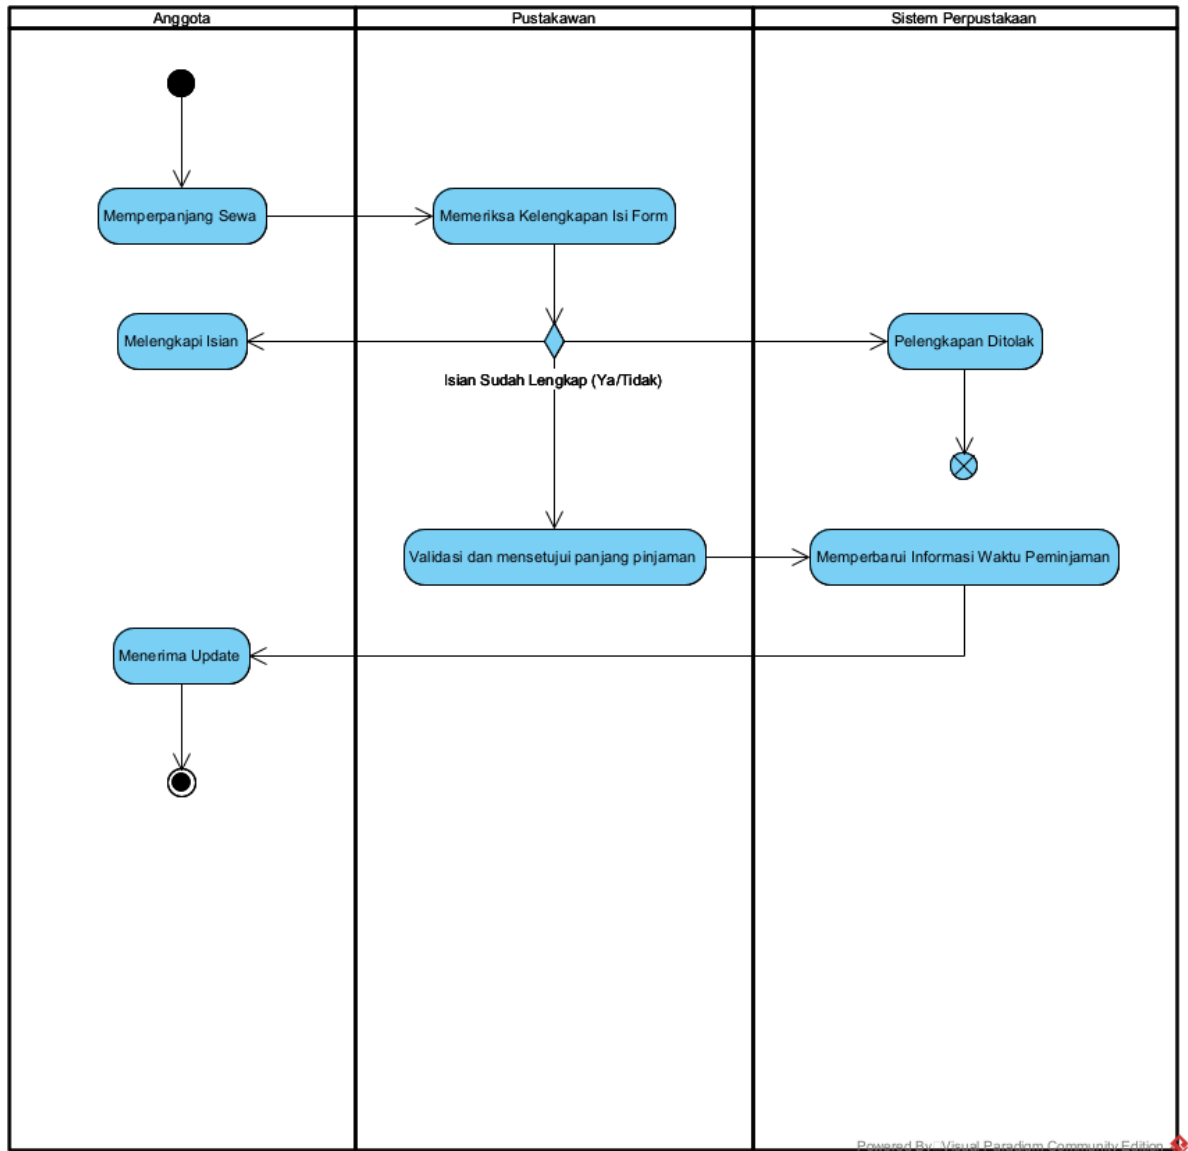 Anggota
Pustakawan
Sistem Perpustakaan
Memperpanjang Sewa
Memeriksa Kelengkapan Isi Form
Melengkapi Isian
Pelengkapan Ditolak
Isian Sudah Lengkap (Ya/Tidak)
Validasi dan mensetujui panjang pinjaman
Memperbarui Informasi Waktu Peminjaman
Menerima Update
Powered By Visual Paradigm Community Edition